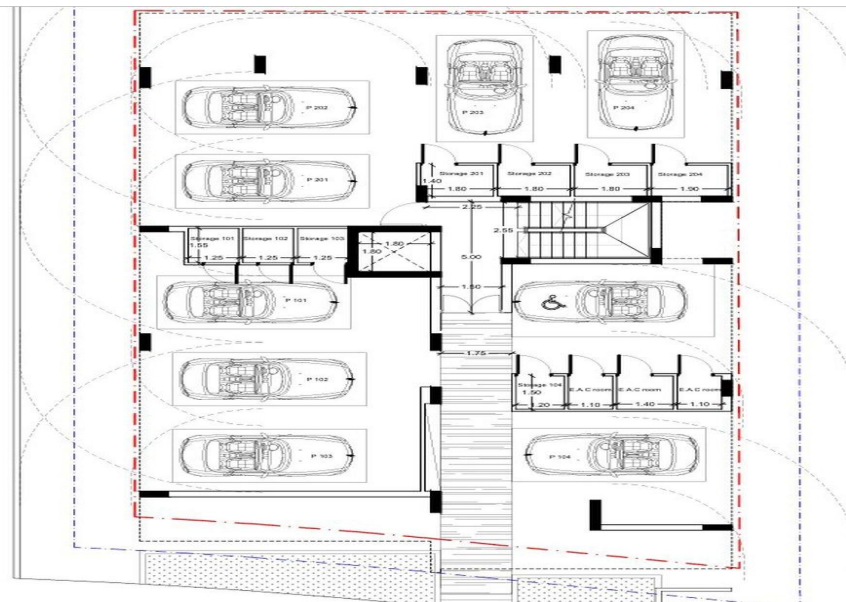 P 202
P 203
P 204
P 201
Storage 201
Storage 202
Storage 203
Storage 204
1.40
1.80
1.80
1.80
1.90
2.25
2.55
Storage 101
Storage 102
Storage 103
1.55
1.25
1.25
1.25
1.80
1.80
5.00
1.50
P 101
1.75
P 102
Storage 104
E.A.C room
E.A.C room
E.A.C room
1.50
1.20
1.10
1.40
1.10
P 103
P 104